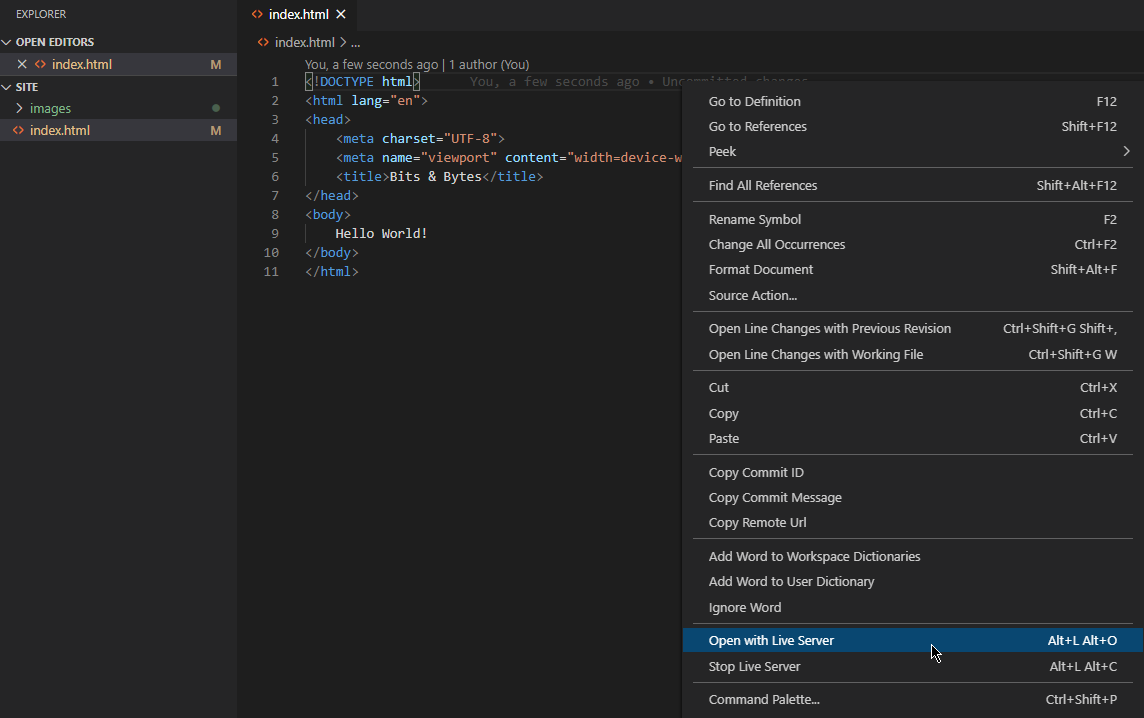 EXPLORER
OPEN EDITORS
index.html M
SITE
images
index.html M
index.html
index.html > ...
You, a few seconds ago | 1 author (You)
1 <!DOCTYPE html> You, a few seconds ago • Uncommitted changes
2 <html lang="en">
3 <head>
4 <meta charset="UTF-8">
5 <meta name="viewport" content="width=device-w
6 <title>Bits & Bytes</title>
7 </head>
8 <body>
9 Hello World!
10 </body>
11 </html>
Go to Definition F12
Go to References Shift+F12
Peek
Find All References Shift+Alt+F12
Rename Symbol F2
Change All Occurrences Ctrl+F2
Format Document Shift+Alt+F
Source Action...
Open Line Changes with Previous Revision Ctrl+Shift+G Shift+,
Open Line Changes with Working File Ctrl+Shift+G W
Cut Ctrl+X
Copy Ctrl+C
Paste Ctrl+V
Copy Commit ID
Copy Commit Message
Copy Remote Url
Add Word to Workspace Dictionaries
Add Word to User Dictionary
Ignore Word
Open with Live Server Alt+L Alt+O
Stop Live Server Alt+L Alt+C
Command Palette... Ctrl+Shift+P